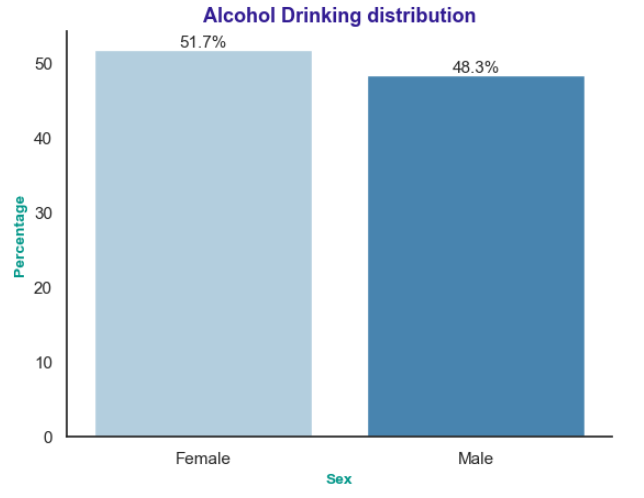 Alcohol Drinking distribution
51.7%
48.3%
50
40
30
20
10
0
Percentage
Female
Male
Sex